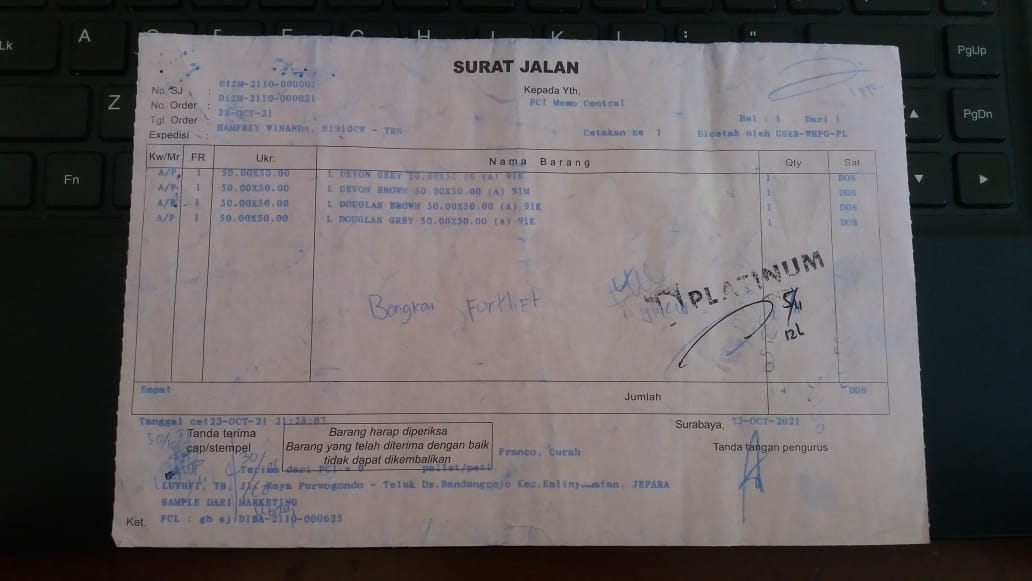 SURAT JALAN
No. SJ : DIZM-2110-000001
No. Order : DIZM-2110-000021
Tgl. Order : 23-OCT-21
Expedisi : HAMFREY WINANDA, H1910CW - TRN
Kepada Yth,
PCI Memo Central
Hal : 1 Dari 1
Cetakan ke 1 Dicetak oleh USER-WHPG-PL
Kw/Mr FR Ukr. Nama Barang Qty Sat
A/P 1 50.00X50.00 L DEVON GREY 50.00X50.00 (A) 91M 1 DOS
A/P 1 50.00X50.00 L DEVON BROWN 50.00X50.00 (A) 91M 1 DOS
A/P 1 50.00X50.00 L DOUGLAS BROWN 50.00X50.00 (A) 91K 1 DOS
A/P 1 50.00X50.00 L DOUGLAS GREY 50.00X50.00 (A) 91K 1 DOS
PLATINUM
Bongkar Forklift
5/11
12L
Empat Jumlah 4 DOS
Tanggal cet23-OCT-21 21:28:07
Surabaya, 23-OCT-2021
30/10
Tanda terima
cap/stempel
Barang harap diperiksa
Barang yang telah diterima dengan baik
tidak dapat dikembalikan
Tanda tangan pengurus
Franco, Curah
Terima dari PCI = 0 pallet/peti
LUTHFI, TB, Jl. Raya Purwogondo - Teluk Ds.Bandungrejo Kec. JEPARA
SAMPLE DARI MARKETING
Ket. PCL : gb sj DIBA-2110-000635
A
Z
Lk
Fn
PgUp
PgDn